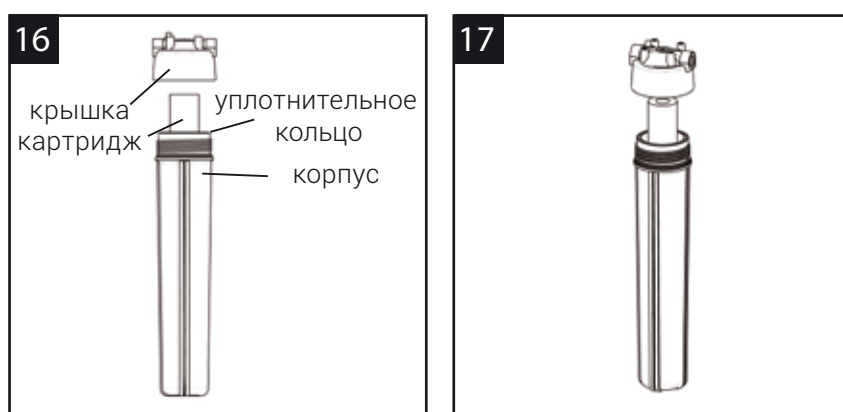 16
крышка
картридж
уплотнительное
кольцо
корпус
17